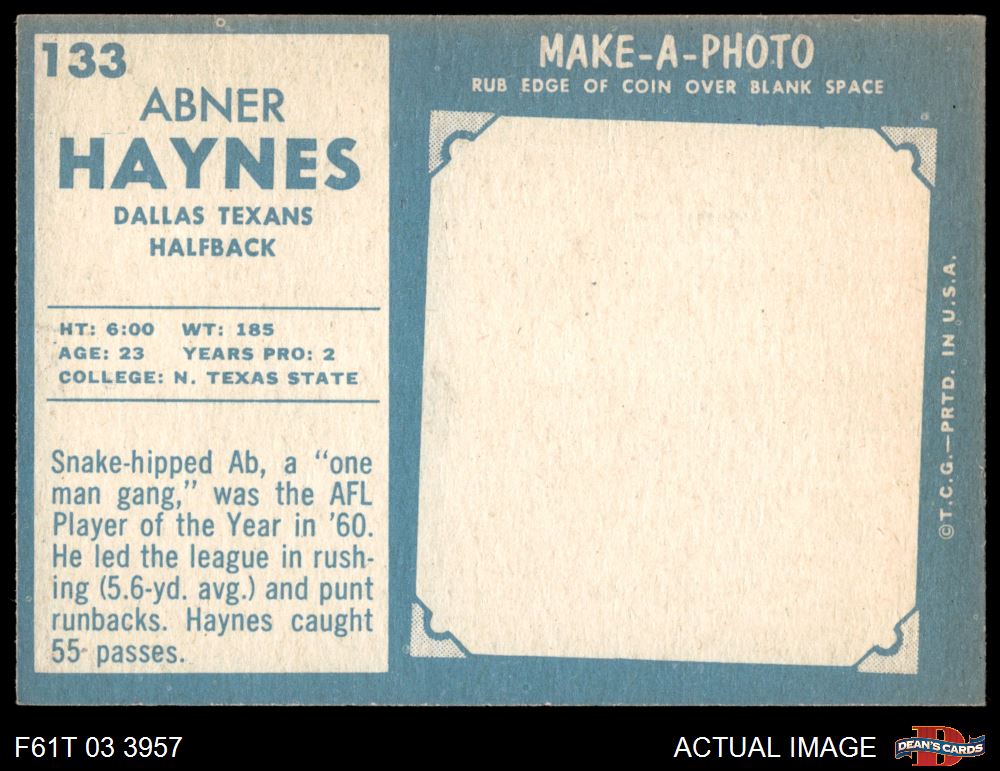 133
ABNER
HAYNES
DALLAS TEXANS
HALFBACK
HT: 6:00 WT: 185
AGE: 23 YEARS PRO: 2
COLLEGE: N. TEXAS STATE
Snake-hipped Ab, a “one
man gang,” was the AFL
Player of the Year in ’60.
He led the league in rush-
ing (5.6-yd. avg.) and punt
runbacks. Haynes caught
55 passes.
MAKE-A-PHOTO
RUB EDGE OF COIN OVER BLANK SPACE
©T.C.G.—PRTD. IN U.S.A.
F61T 03 3957
ACTUAL IMAGE
D
DEAN'S CARDS